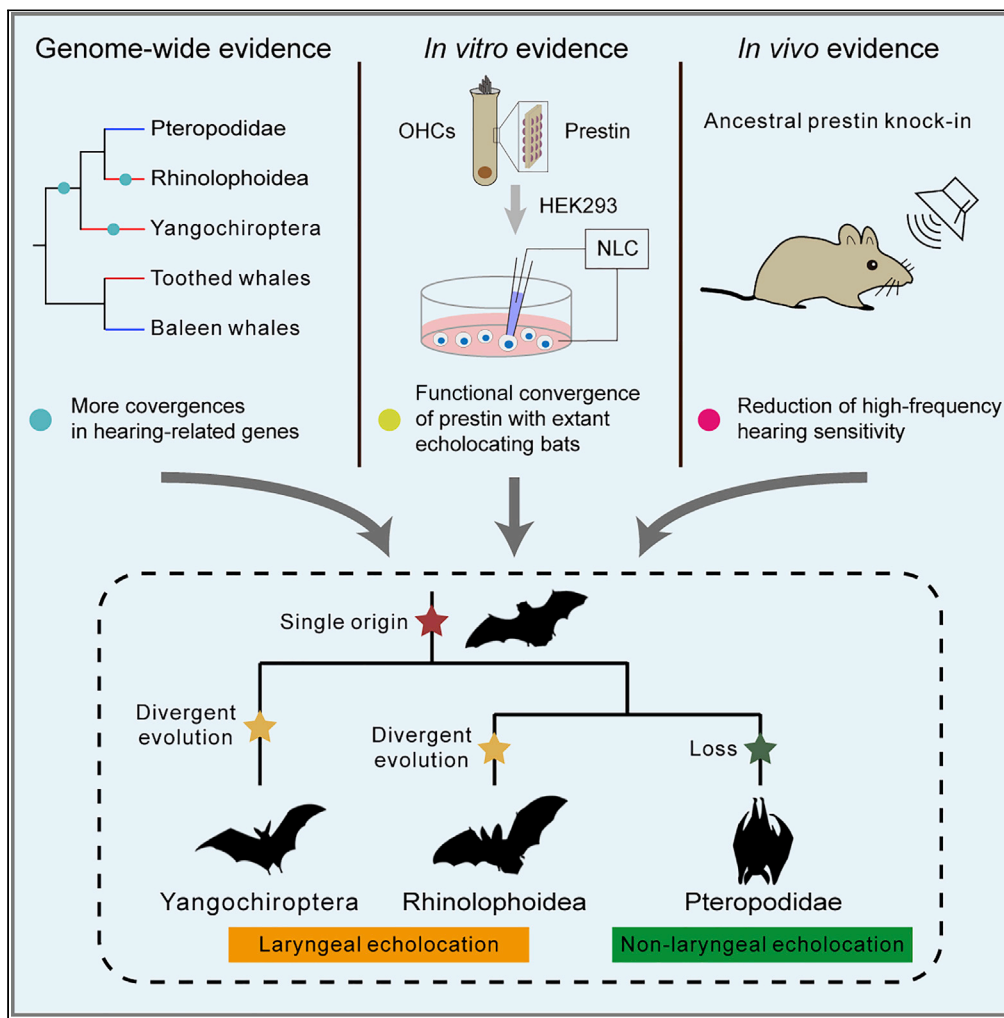 Genome-wide evidence
Pteropodidae
Rhinolophoidea
Yangochiroptera
Toothed whales
Baleen whales
More covergences
in hearing-related genes
In vitro evidence
OHCs
Prestin
HEK293
NLC
Functional convergence
of prestin with extant
echolocating bats
In vivo evidence
Ancestral prestin knock-in
Reduction of high-frequency
hearing sensitivity
Single origin
Divergent
evolution
Divergent
evolution
Loss
Yangochiroptera
Rhinolophoidea
Pteropodidae
Laryngeal echolocation
Non-laryngeal echolocation